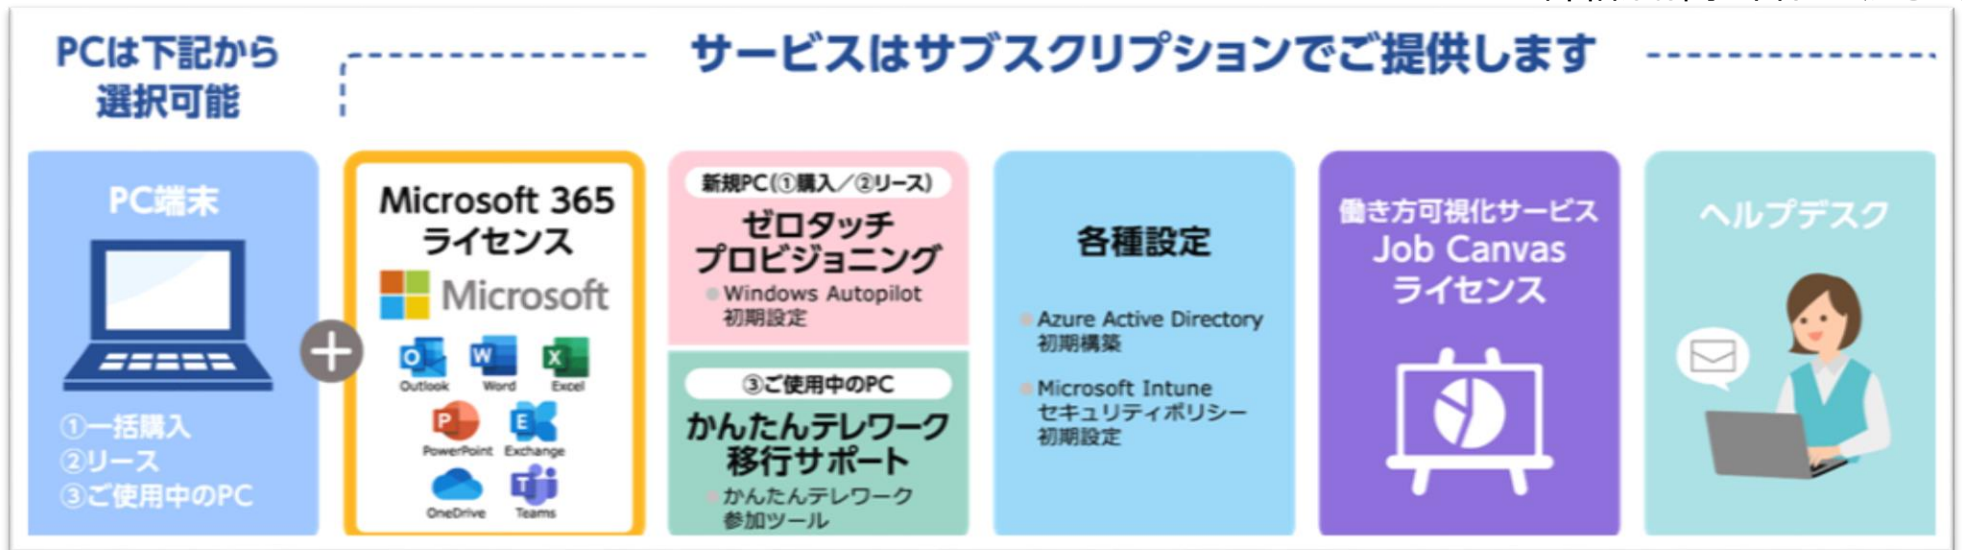 PCは下記から
選択可能
サービスはサブスクリプションでご提供します
PC端末
①一括購入
②リース
③ご使用中のPC
Microsoft 365
ライセンス
Microsoft
Outlook
Word
Excel
PowerPoint
Exchange
OneDrive
Teams
新規PC(①購入／②リース)
ゼロタッチ
プロビジョニング
Windows Autopilot
初期設定
③ご使用中のPC
かんたんテレワーク
移行サポート
かんたんテレワーク
参加ツール
各種設定
Azure Active Directory
初期構築
Microsoft Intune
セキュリティポリシー
初期設定
働き方可視化サービス
Job Canvas
ライセンス
ヘルプデスク